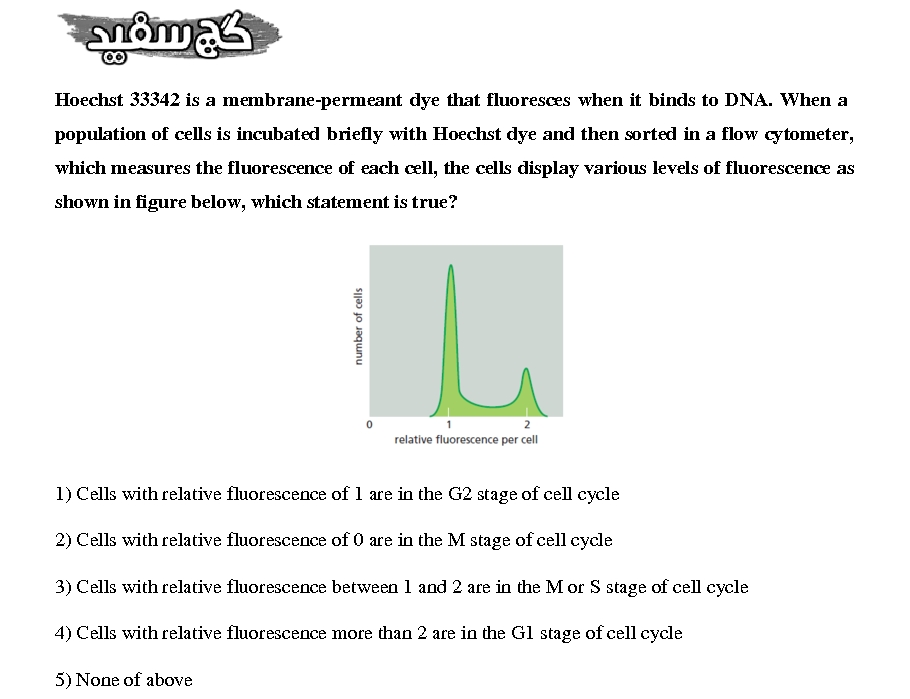 گچ سفید
Hoechst 33342 is a membrane-permeant dye that fluoresces when it binds to DNA. When a
population of cells is incubated briefly with Hoechst dye and then sorted in a flow cytometer,
which measures the fluorescence of each cell, the cells display various levels of fluorescence as
shown in figure below, which statement is true?
number of cells
0 1 2
relative fluorescence per cell
1) Cells with relative fluorescence of 1 are in the G2 stage of cell cycle
2) Cells with relative fluorescence of 0 are in the M stage of cell cycle
3) Cells with relative fluorescence between 1 and 2 are in the M or S stage of cell cycle
4) Cells with relative fluorescence more than 2 are in the G1 stage of cell cycle
5) None of above